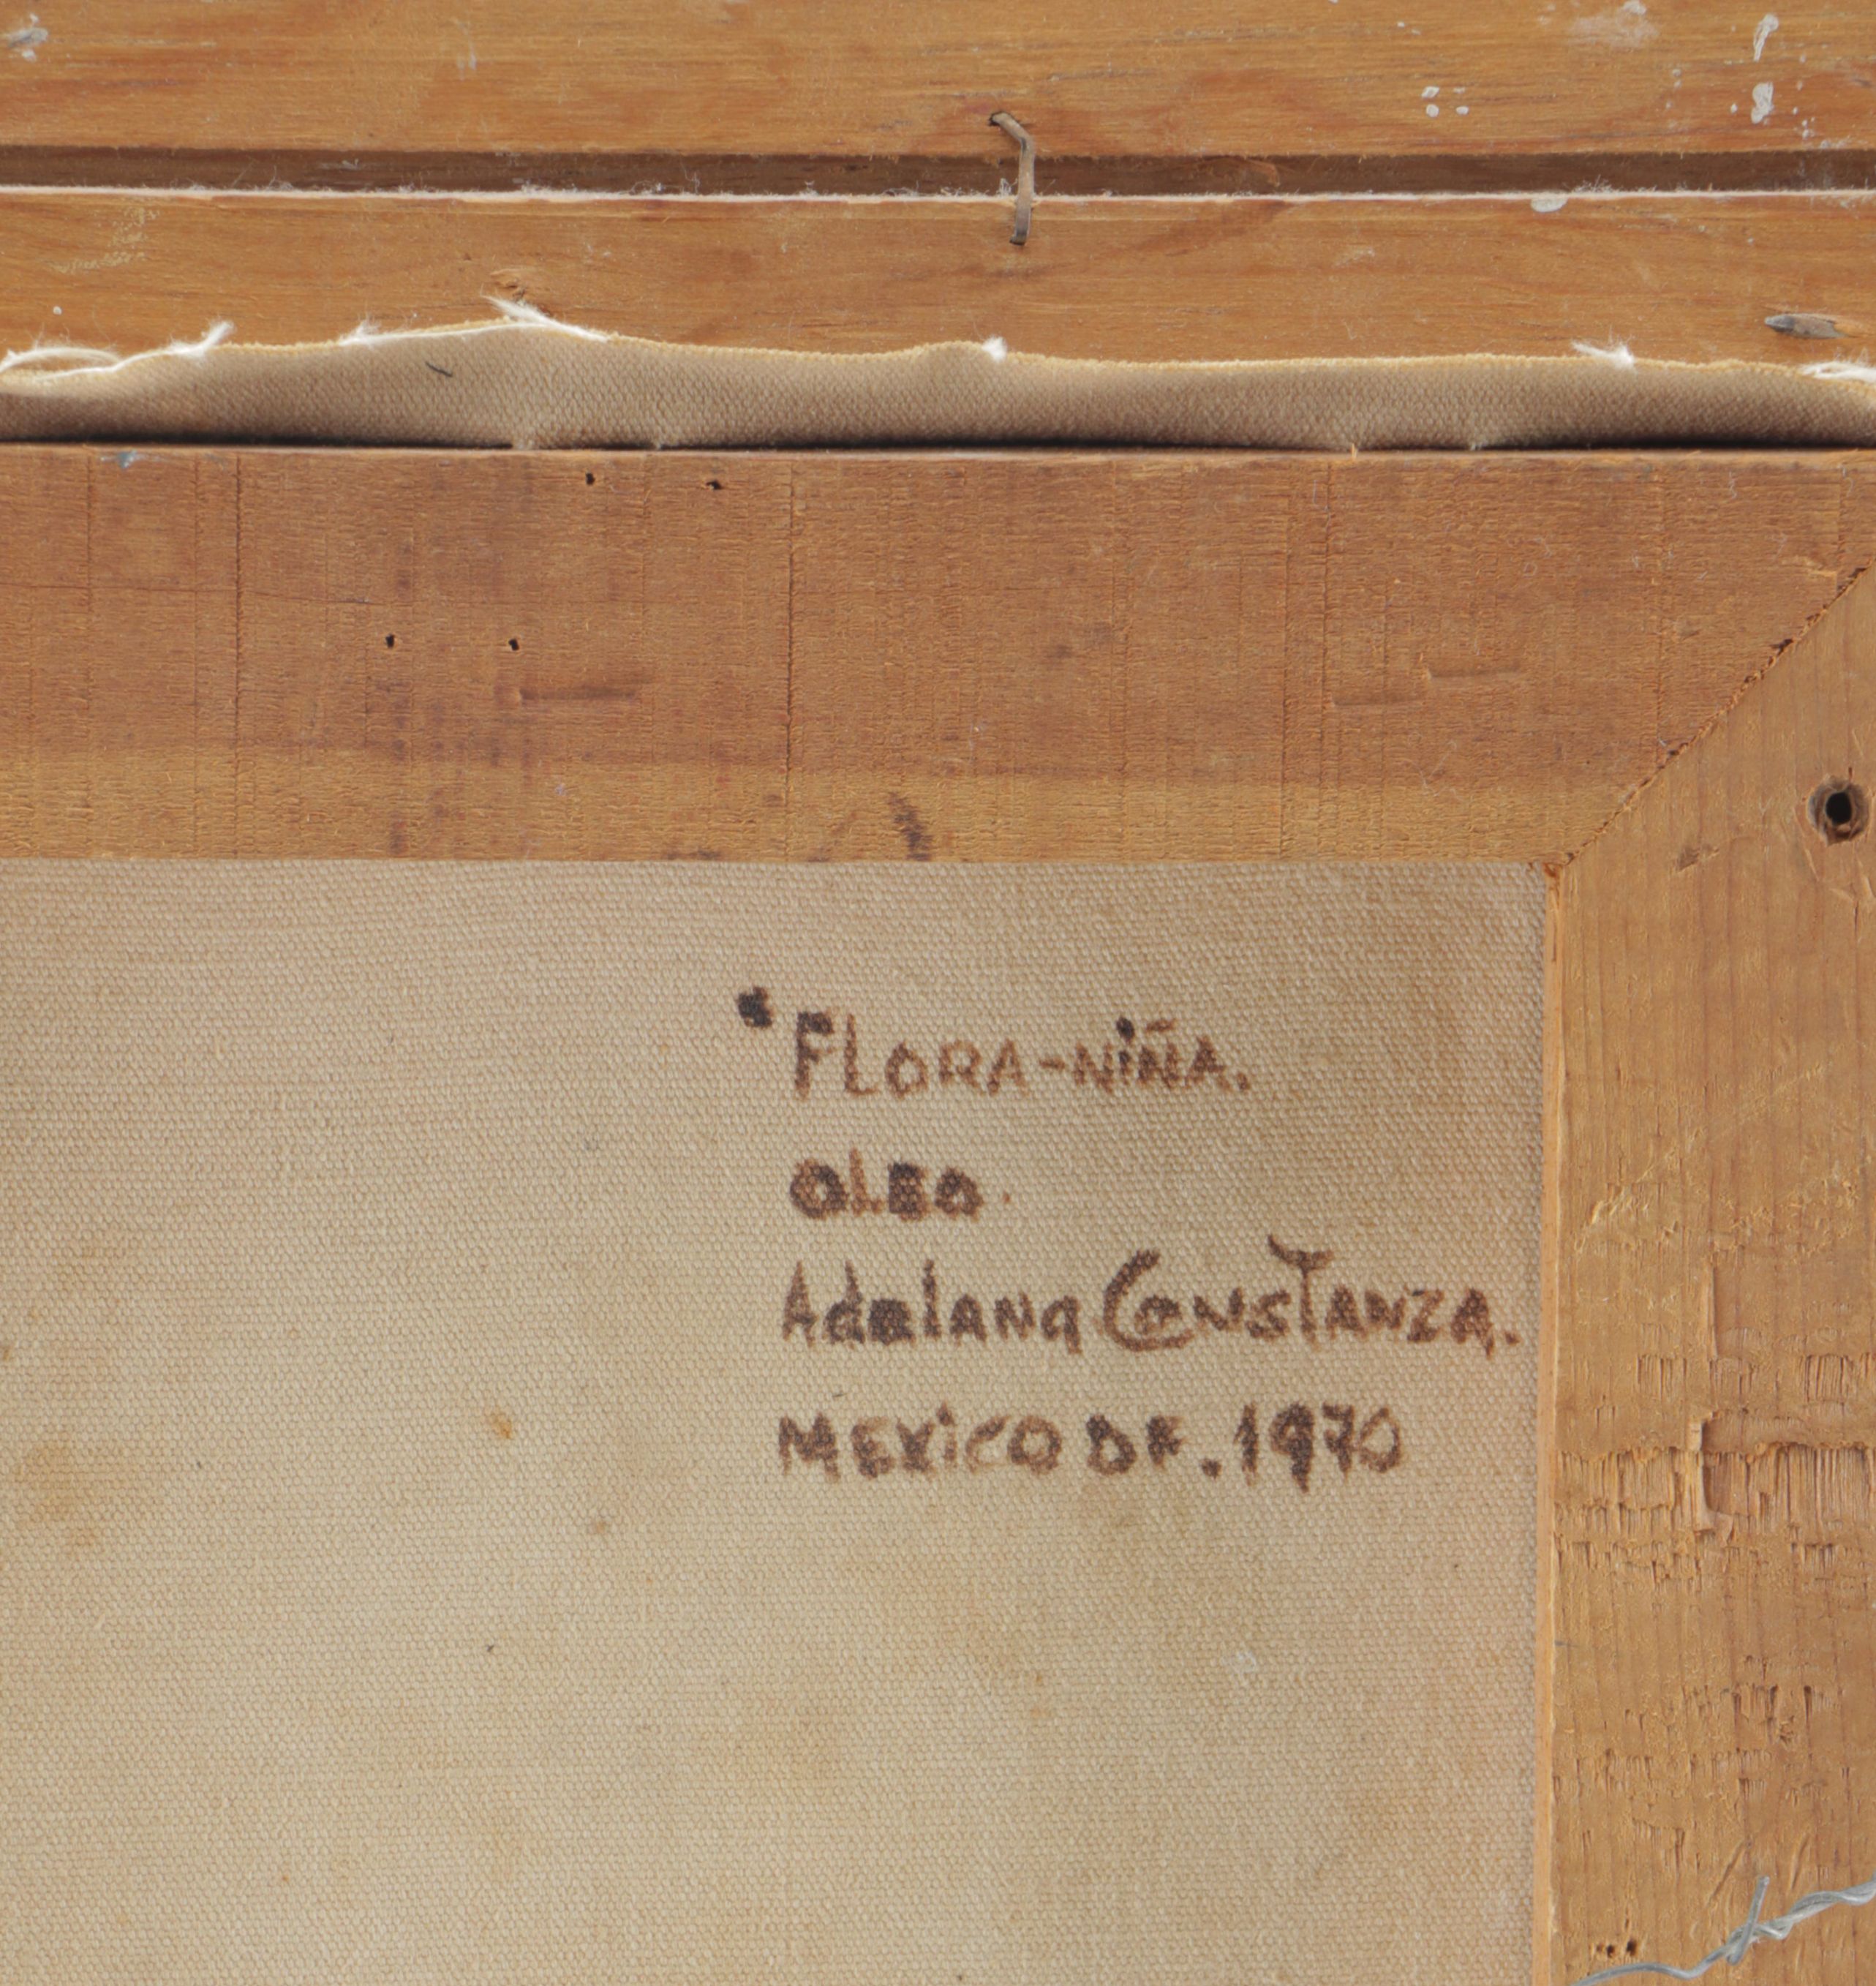 "FLORA-NIÑA.
OLEO.
Adelana CONSTANZA.
MEXICO DF. 1970